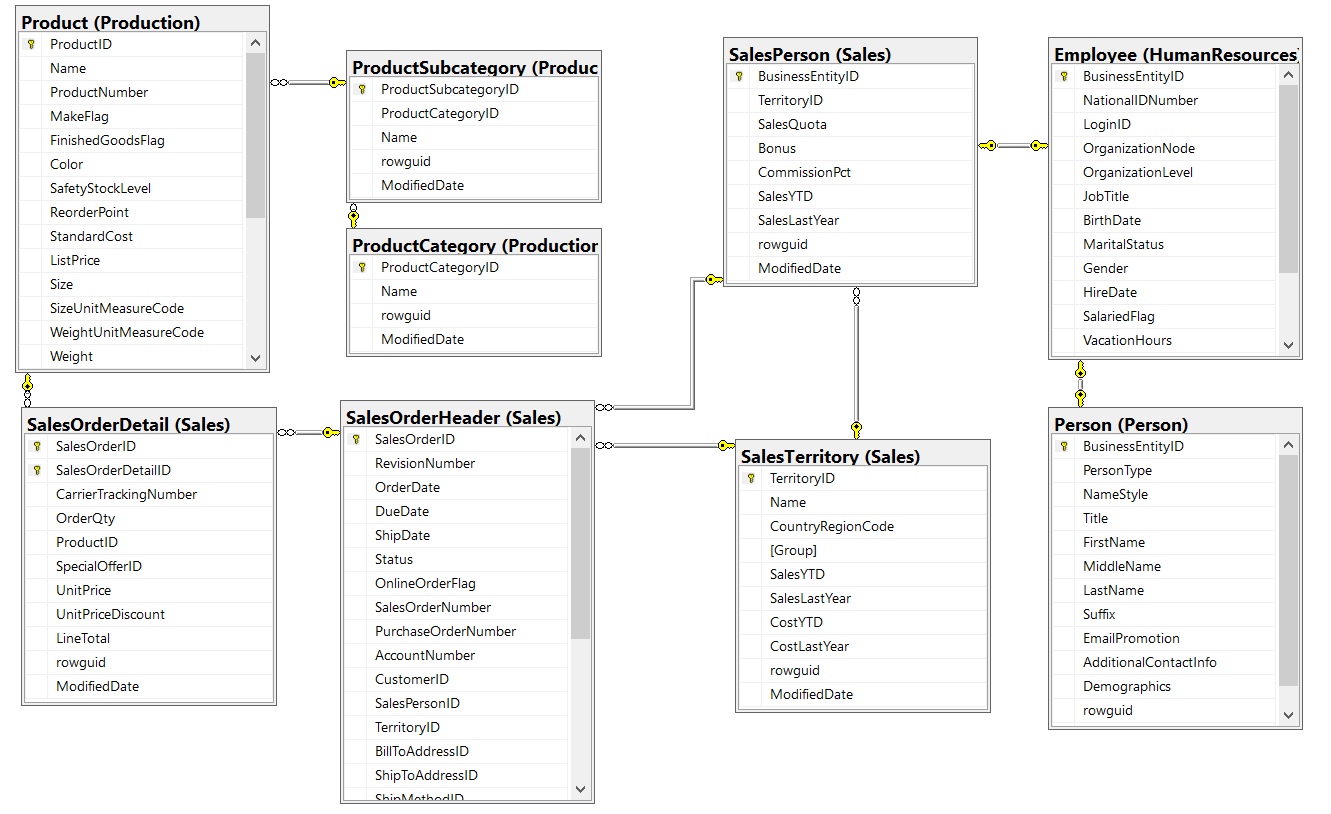 Product (Production)
ProductID
Name
ProductNumber
MakeFlag
FinishedGoodsFlag
Color
SafetyStockLevel
ReorderPoint
StandardCost
ListPrice
Size
SizeUnitMeasureCode
WeightUnitMeasureCode
Weight
ProductSubcategory (Produc
ProductSubcategoryID
ProductCategoryID
Name
rowguid
ModifiedDate
ProductCategory (Production
ProductCategoryID
Name
rowguid
ModifiedDate
SalesPerson (Sales)
BusinessEntityID
TerritoryID
SalesQuota
Bonus
CommissionPct
SalesYTD
SalesLastYear
rowguid
ModifiedDate
Employee (HumanResources)
BusinessEntityID
NationalIDNumber
LoginID
OrganizationNode
OrganizationLevel
JobTitle
BirthDate
MaritalStatus
Gender
HireDate
SalariedFlag
VacationHours
SalesOrderDetail (Sales)
SalesOrderID
SalesOrderDetailID
CarrierTrackingNumber
OrderQty
ProductID
SpecialOfferID
UnitPrice
UnitPriceDiscount
LineTotal
rowguid
ModifiedDate
SalesOrderHeader (Sales)
SalesOrderID
RevisionNumber
OrderDate
DueDate
ShipDate
Status
OnlineOrderFlag
SalesOrderNumber
PurchaseOrderNumber
AccountNumber
CustomerID
SalesPersonID
TerritoryID
BillToAddressID
ShipToAddressID
ShipMethodID
SalesTerritory (Sales)
TerritoryID
Name
CountryRegionCode
[Group]
SalesYTD
SalesLastYear
CostYTD
CostLastYear
rowguid
ModifiedDate
Person (Person)
BusinessEntityID
PersonType
NameStyle
Title
FirstName
MiddleName
LastName
Suffix
EmailPromotion
AdditionalContactInfo
Demographics
rowguid